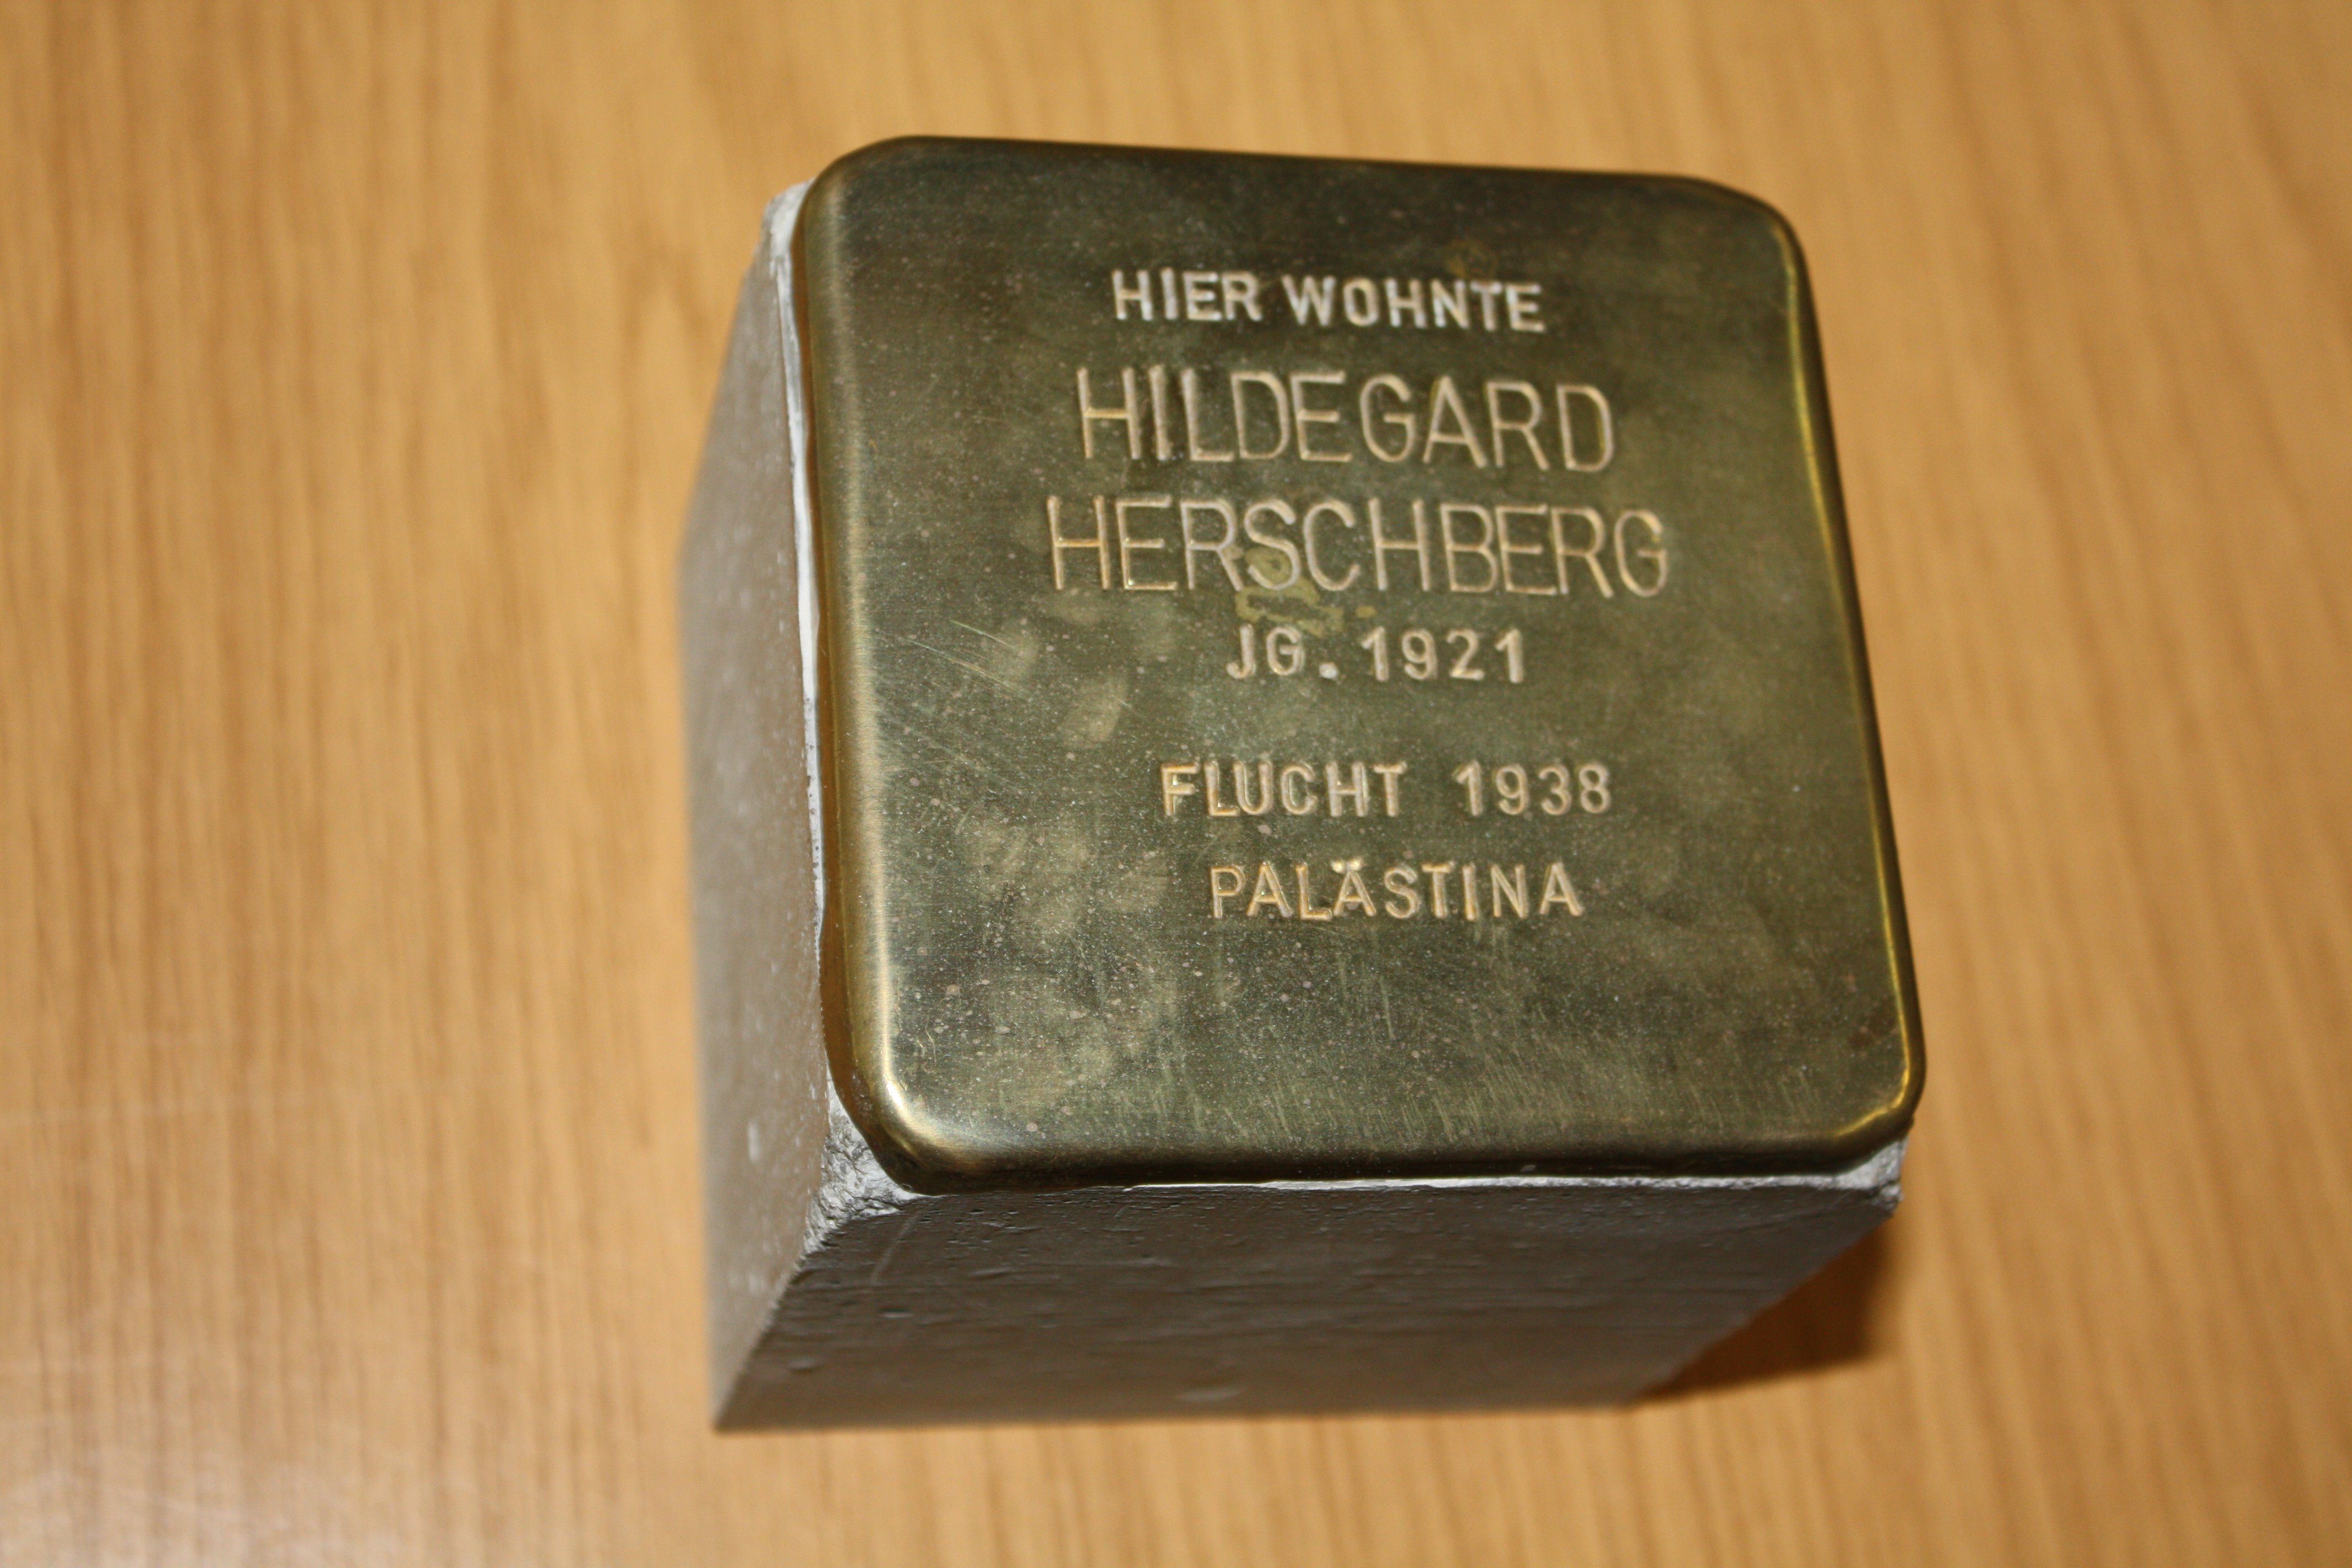 HIER WOHNTE
HILDEGARD
HERSCHBERG
JG. 1921
FLUCHT 1938
PALÄSTINA